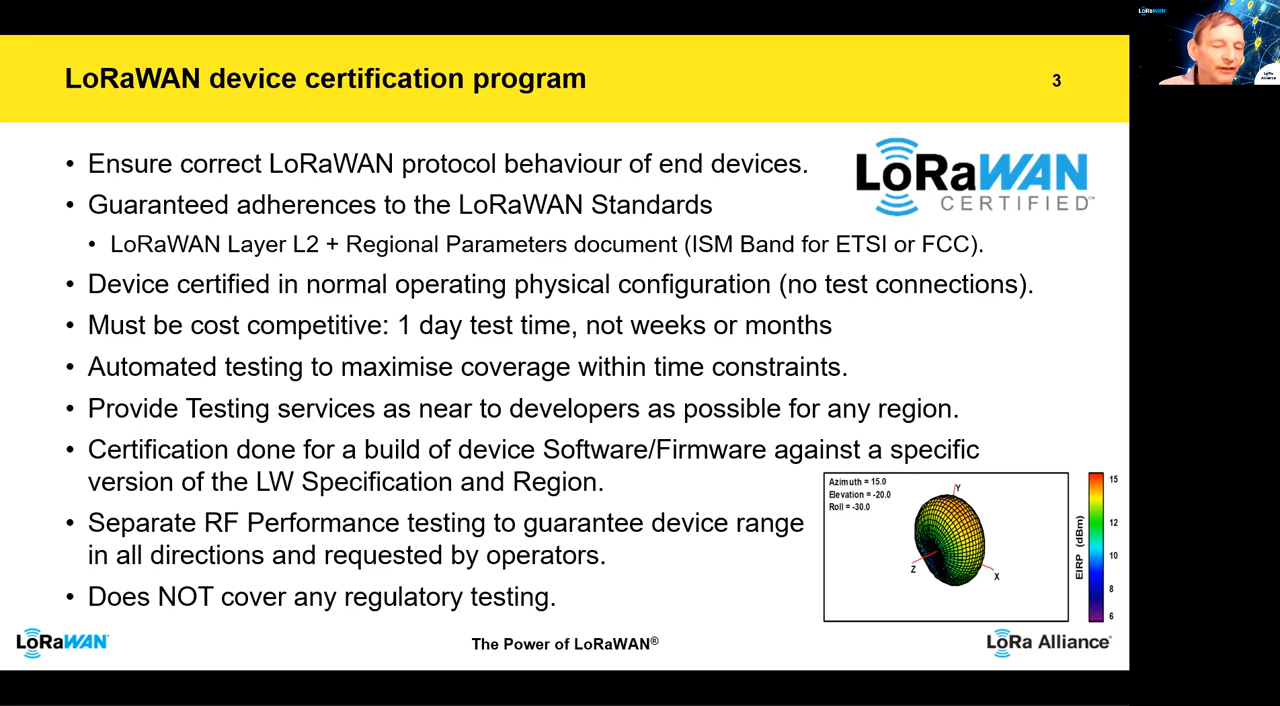 LoRaWAN device certification program
3
• Ensure correct LoRaWAN protocol behaviour of end devices.
• Guaranteed adherences to the LoRaWAN Standards
• LoRaWAN Layer L2 + Regional Parameters document (ISM Band for ETSI or FCC).
• Device certified in normal operating physical configuration (no test connections).
• Must be cost competitive: 1 day test time, not weeks or months
• Automated testing to maximise coverage within time constraints.
• Provide Testing services as near to developers as possible for any region.
• Certification done for a build of device Software/Firmware against a specific
version of the LW Specification and Region.
• Separate RF Performance testing to guarantee device range
in all directions and requested by operators.
• Does NOT cover any regulatory testing.
LoRaWAN
CERTIFIED™
Azimuth = 15.0
Elevation = -20.0
Roll = -30.0
Y
Z
X
EIRP (dBm)
15
12
10
8
6
LoRaWAN®
The Power of LoRaWAN®
LoRa Alliance®
LoRaWAN
LoRa
Alliance